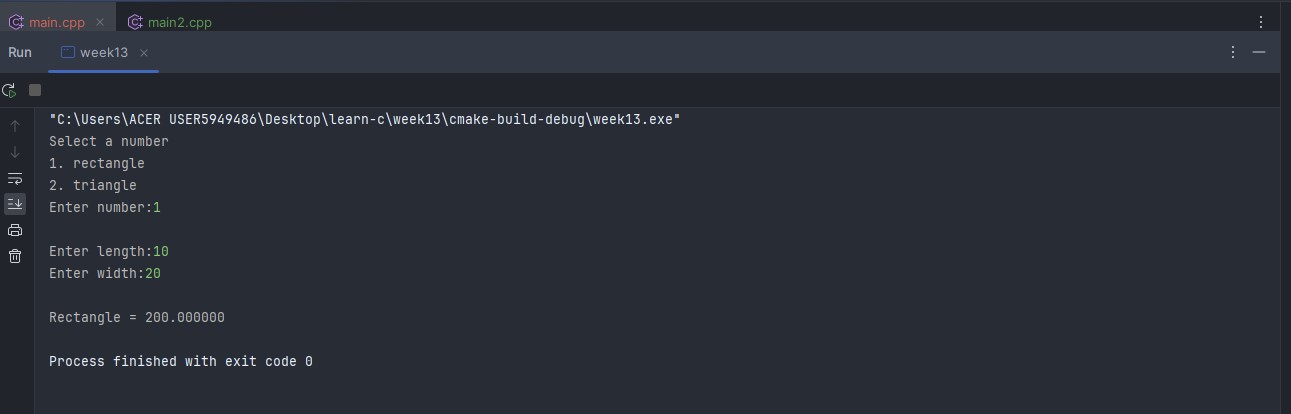 main.cpp
main2.cpp
Run
week13
"C:\Users\ACER USER5949486\Desktop\learn-c\week13\cmake-build-debug\week13.exe"
Select a number
1. rectangle
2. triangle
Enter number:1
Enter length:10
Enter width:20
Rectangle = 200.000000
Process finished with exit code 0